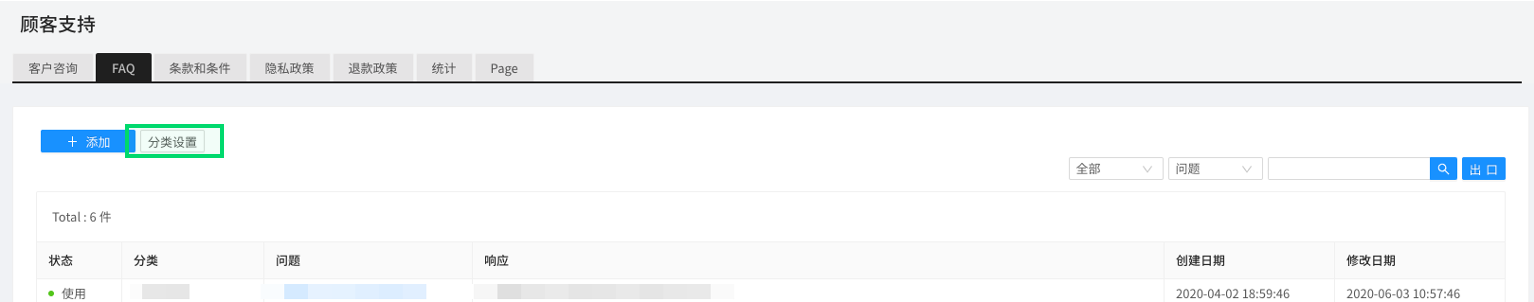 顾客支持
客户咨询 FAQ 条款和条件 隐私政策 退款政策 统计 Page
+ 添加 分类设置
全部 问题 出 口
Total : 6 件
状态 分类 问题 响应 创建日期 修改日期
使用 2020-04-02 18:59:46 2020-06-03 10:57:46